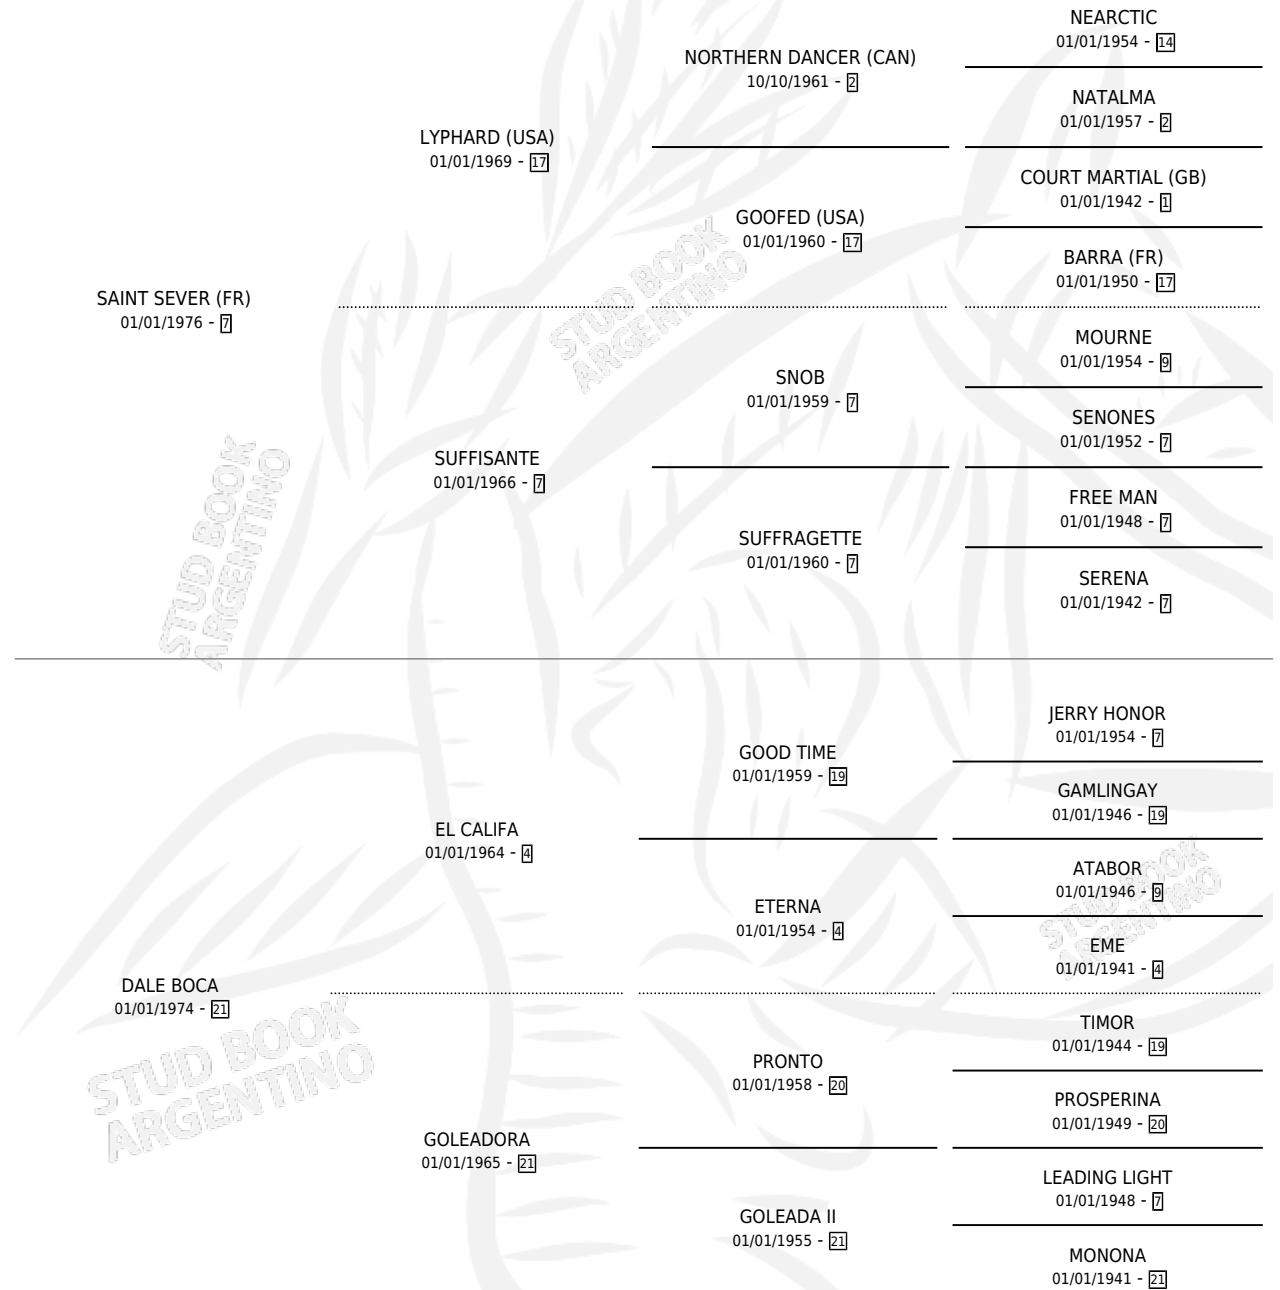 NEARCTIC
01/01/1954 - 14
NORTHERN DANCER (CAN)
10/10/1961 - 2
NATALMA
01/01/1957 - 2
LYPHARD (USA)
01/01/1969 - 17
COURT MARTIAL (GB)
01/01/1942 - 1
GOOFED (USA)
01/01/1960 - 17
BARRA (FR)
01/01/1950 - 17
SAINT SEVER (FR)
01/01/1976 - 7
STUD BOOK
ARGENTINO
MOURNE
01/01/1954 - 9
SNOB
01/01/1959 - 7
SENONES
01/01/1952 - 7
SUFFISANTE
01/01/1966 - 7
FREE MAN
01/01/1948 - 7
SUFFRAGETTE
01/01/1960 - 7
SERENA
01/01/1942 - 7
STUD BOOK
ARGENTINO
JERRY HONOR
01/01/1954 - 7
GOOD TIME
01/01/1959 - 19
GAMLINGAY
01/01/1946 - 19
EL CALIFA
01/01/1964 - 4
ATABOR
01/01/1946 - 9
ETERNA
01/01/1954 - 4
STUD BOOK
ARGENTINO
EME
01/01/1941 - 4
DALE BOCA
01/01/1974 - 21
STUD BOOK
ARGENTINO
TIMOR
01/01/1944 - 19
PRONTO
01/01/1958 - 20
PROSPERINA
01/01/1949 - 20
GOLEADORA
01/01/1965 - 21
LEADING LIGHT
01/01/1948 - 7
GOLEADA II
01/01/1955 - 21
MONONA
01/01/1941 - 21